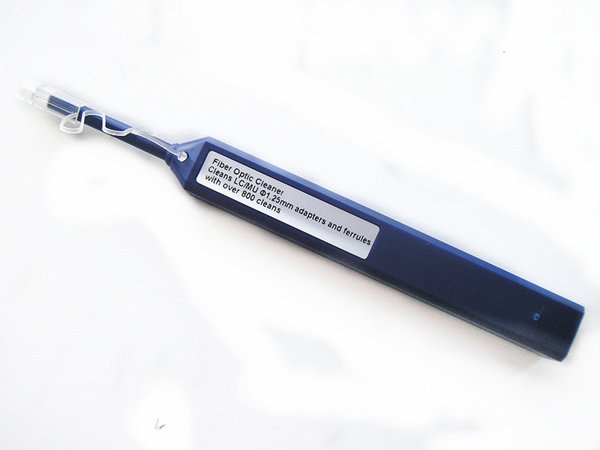 Fiber Optic Cleaner
Cleans LC/MU Φ1.25mm adapters and ferrules
with over 800 cleans